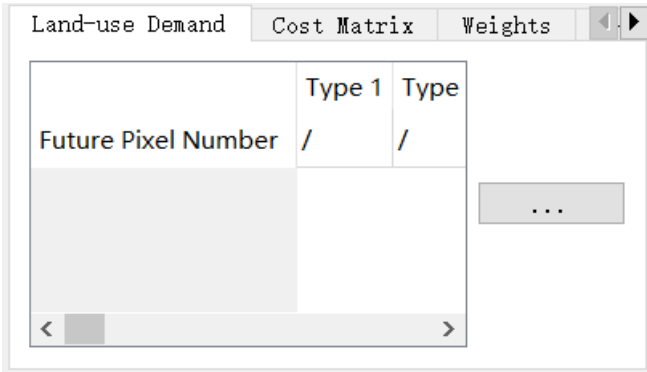 Land-use Demand Cost Matrix Weights
Type 1 Type
Future Pixel Number / /
...